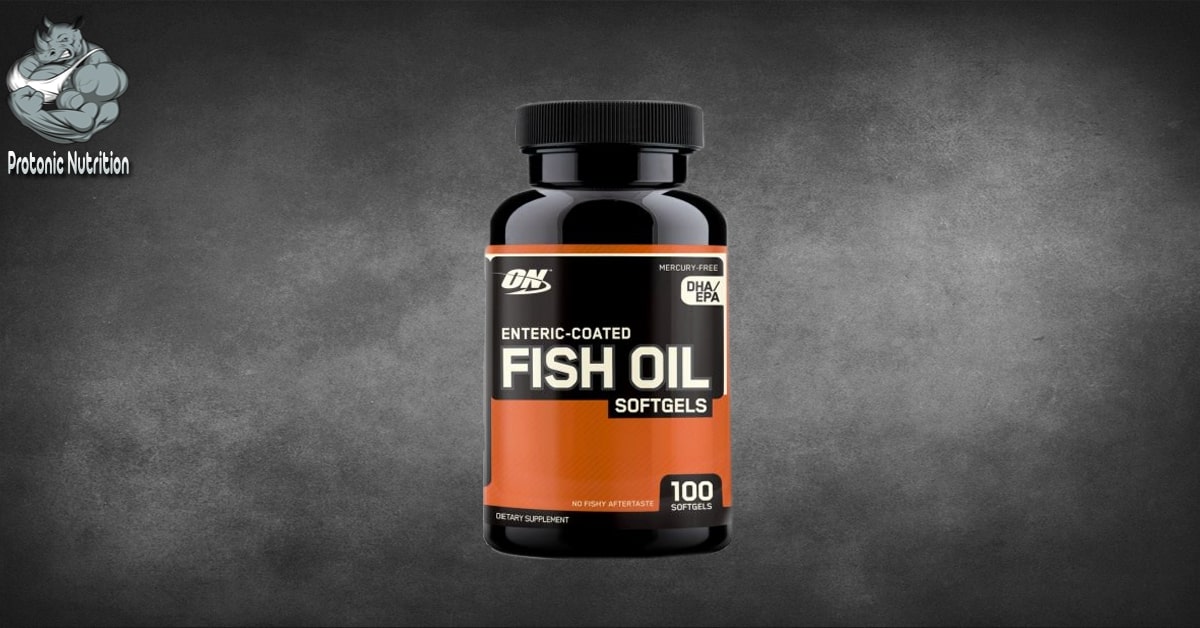 Protonic Nutrition
ON
MERCURY-FREE
DHA/
EPA
ENTERIC-COATED
FISH OIL
SOFTGELS
NO FISHY AFTERTASTE
100
SOFTGELS
DIETARY SUPPLEMENT